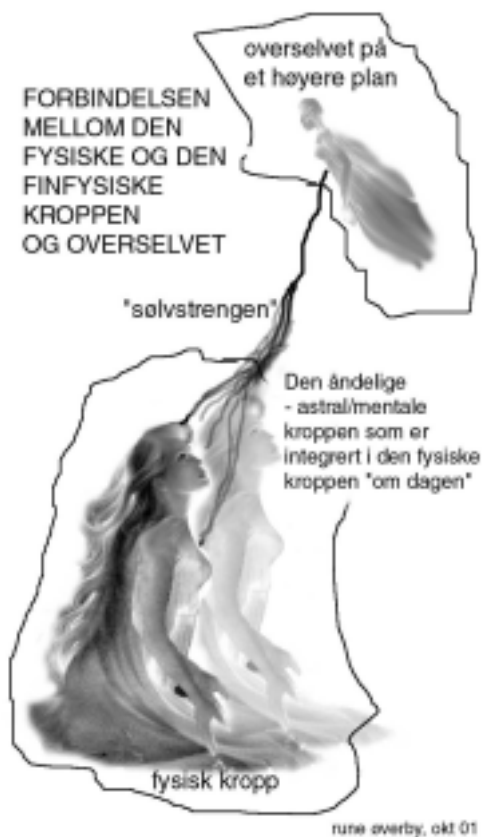 overselvet på
et høyere plan
FORBINDELSEN
MELLOM DEN
FYSISKE OG DEN
FINFYSISKE
KROPPEN
OG OVERSELVET
"sølvstrengen"
Den åndelige
- astral/mentale
kroppen som er
integrert i den fysiske
kroppen "om dagen"
fysisk kropp
rune øverby, okt 01